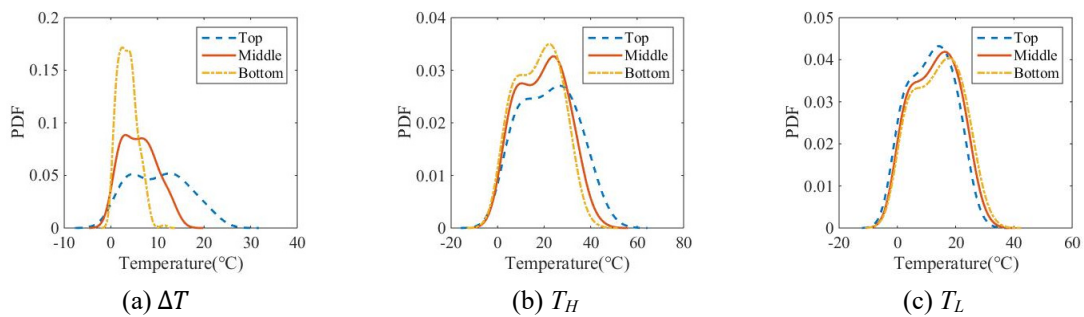 0.2
0.15
0.1
0.05
0
PDF
-10 0 10 20 30 40
Temperature(°C)
Top
Middle
Bottom
(a) ΔT
0.04
0.03
0.02
0.01
0
PDF
-20 0 20 40 60 80
Temperature(°C)
Top
Middle
Bottom
(b) T_H
0.05
0.04
0.03
0.02
0.01
0
PDF
-20 0 20 40 60
Temperature(°C)
Top
Middle
Bottom
(c) T_L